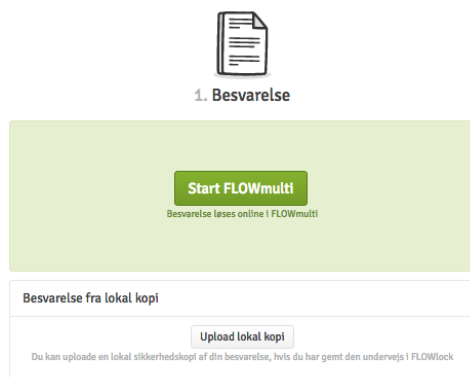 1. Besvarelse
Start FLOWmulti
Besvarelse løses online i FLOWmulti
Besvarelse fra lokal kopi
Upload lokal kopi
Du kan uploade en lokal sikkerhedskopi af din besvarelse, hvis du har gemt den undervejs i FLOWlock